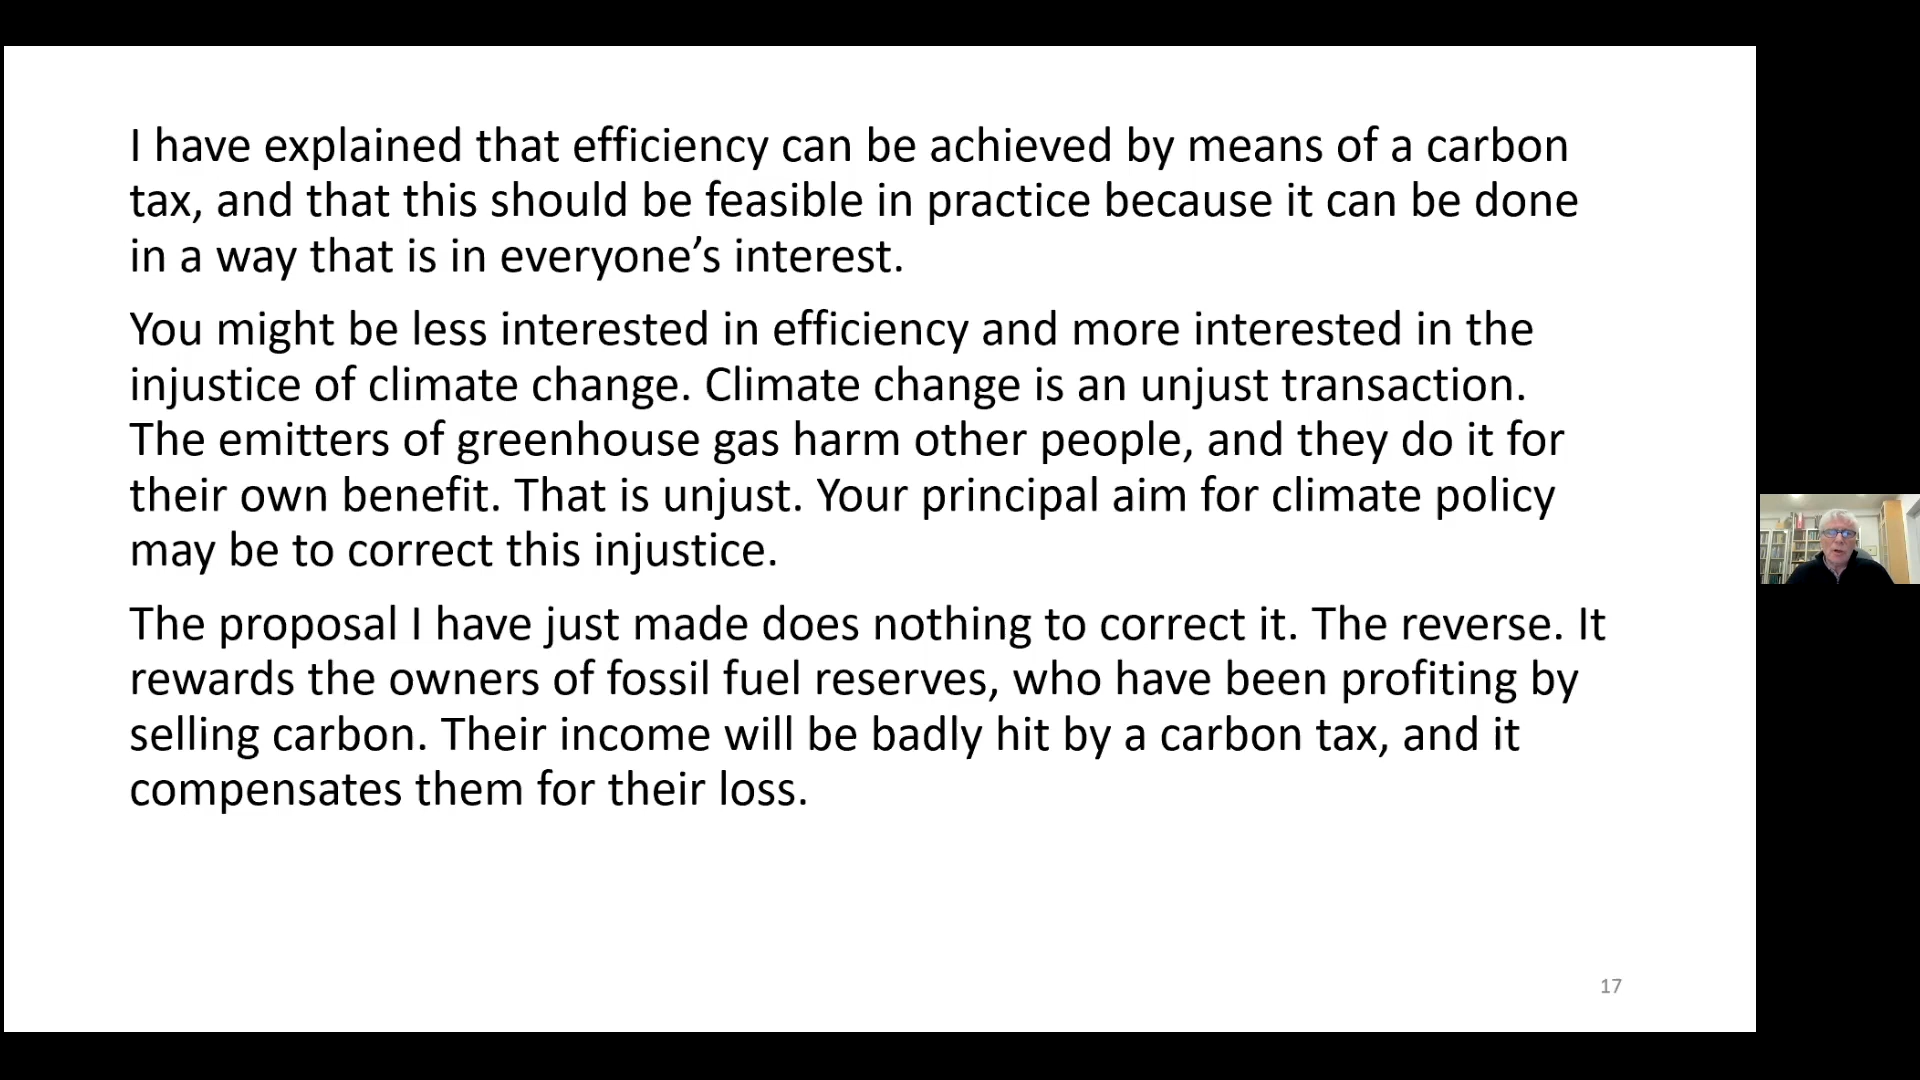 I have explained that efficiency can be achieved by means of a carbon
tax, and that this should be feasible in practice because it can be done
in a way that is in everyone’s interest.
You might be less interested in efficiency and more interested in the
injustice of climate change. Climate change is an unjust transaction.
The emitters of greenhouse gas harm other people, and they do it for
their own benefit. That is unjust. Your principal aim for climate policy
may be to correct this injustice.
The proposal I have just made does nothing to correct it. The reverse. It
rewards the owners of fossil fuel reserves, who have been profiting by
selling carbon. Their income will be badly hit by a carbon tax, and it
compensates them for their loss.
17